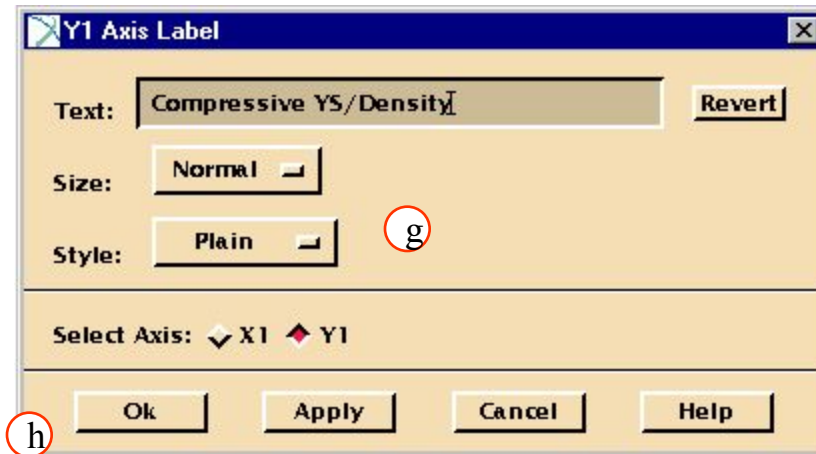 Y1 Axis Label
Text: Compressive YS/Density Revert
Size: Normal
g
Style: Plain
Select Axis: X1 Y1
Ok Apply Cancel Help
h